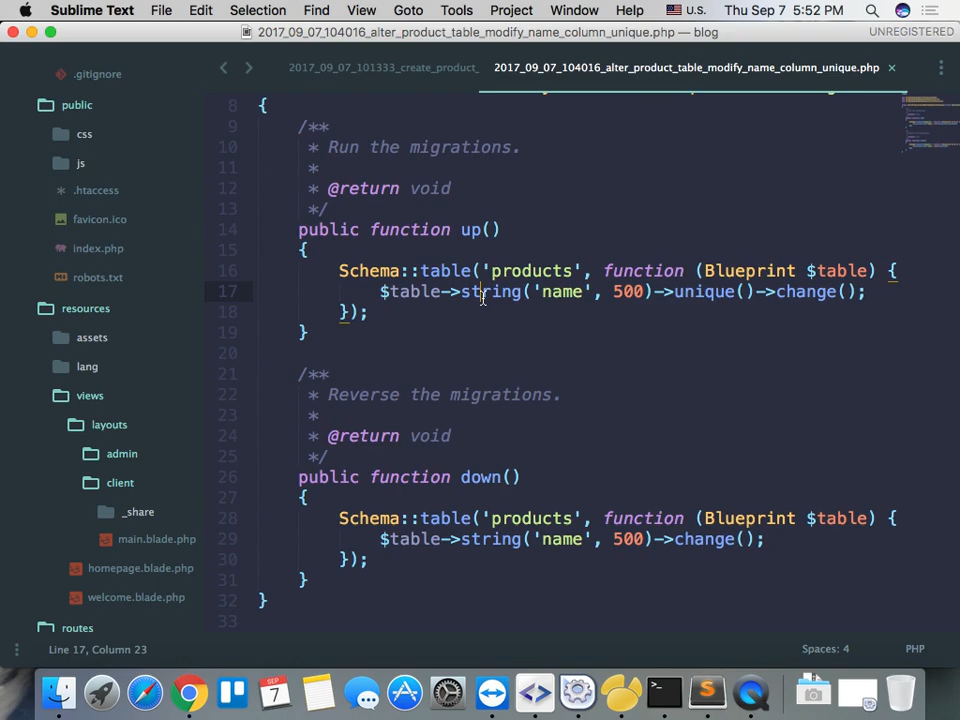 Sublime Text File Edit Selection Find View Goto Tools Project Window Help U.S. Thu Sep 7 5:52 PM
2017_09_07_104016_alter_product_table_modify_name_column_unique.php — blog UNREGISTERED
2017_09_07_101333_create_product_ 2017_09_07_104016_alter_product_table_modify_name_column_unique.php ×
.gitignore
public
css
js
.htaccess
favicon.ico
index.php
robots.txt
resources
assets
lang
views
layouts
admin
client
_share
main.blade.php
homepage.blade.php
welcome.blade.php
routes
8 {
9 /**
10 * Run the migrations.
11 *
12 * @return void
13 */
14 public function up()
15 {
16 Schema::table('products', function (Blueprint $table) {
17 $table->string('name', 500)->unique()->change();
18 });
19 }
20
21 /**
22 * Reverse the migrations.
23 *
24 * @return void
25 */
26 public function down()
27 {
28 Schema::table('products', function (Blueprint $table) {
29 $table->string('name', 500)->change();
30 });
31 }
32 }
33
Line 17, Column 23 Spaces: 4 PHP
SEP
7